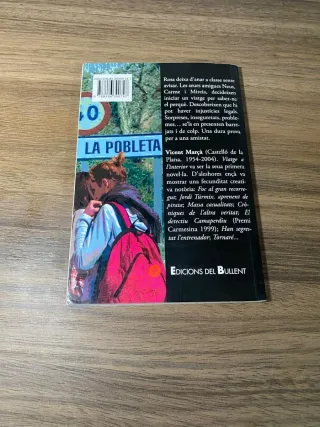 Rosa deixa d'anar a classe sense
avisar. Les seues amigues Neus,
Carme i Mireia, decideixen
iniciar un viatge per saber-ne
el perquè. Descobreixen que hi
pot haver injustícies legals.
Sorpreses, inseguretats, proble-
mes... se'ls en presenten barre-
jats i de colp. Una dura prova
per a una amistat.
Vicent Marçà (Castelló de la
Plana, 1954-2004). Viatge a
l'interior va ser la seua primera
novel·la. D'aleshores ençà va
mostrar una fecunditat creati-
va notòria: Foc al gran recorre-
gut; Jordi Túrmix, aprenent de
pirata; Massa casualitats; Crò-
niques de l'altra veritat; El
detectiu Camaperdiu (Premi
Carmesina 1999); Han segres-
tat l'entrenador; Tornaré...
40
LA POBLETA
EDICIONS DEL BULLENT